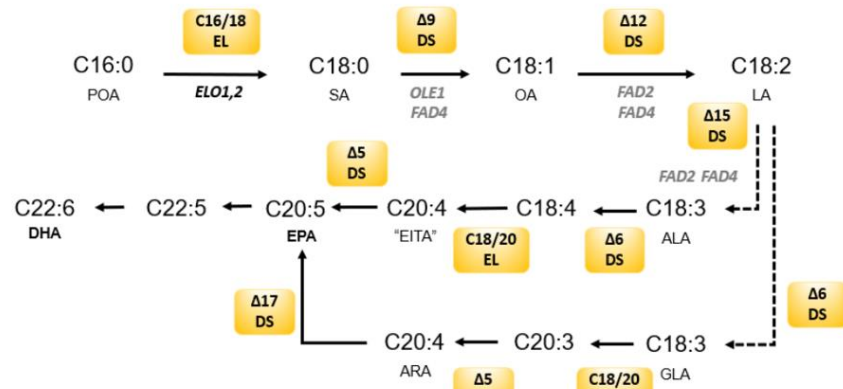 C16/18
EL
Δ9
DS
Δ12
DS
C16:0
C18:0
C18:1
C18:2
POA
ELO1,2
SA
OLE1
FAD4
OA
FAD2
FAD4
LA
Δ15
DS
Δ5
DS
FAD2 FAD4
C22:6
C22:5
C20:5
C20:4
C18:4
C18:3
DHA
EPA
"EITA"
C18/20
EL
Δ6
DS
ALA
Δ17
DS
Δ6
DS
C20:4
C20:3
C18:3
ARA
Δ5
C18/20
GLA